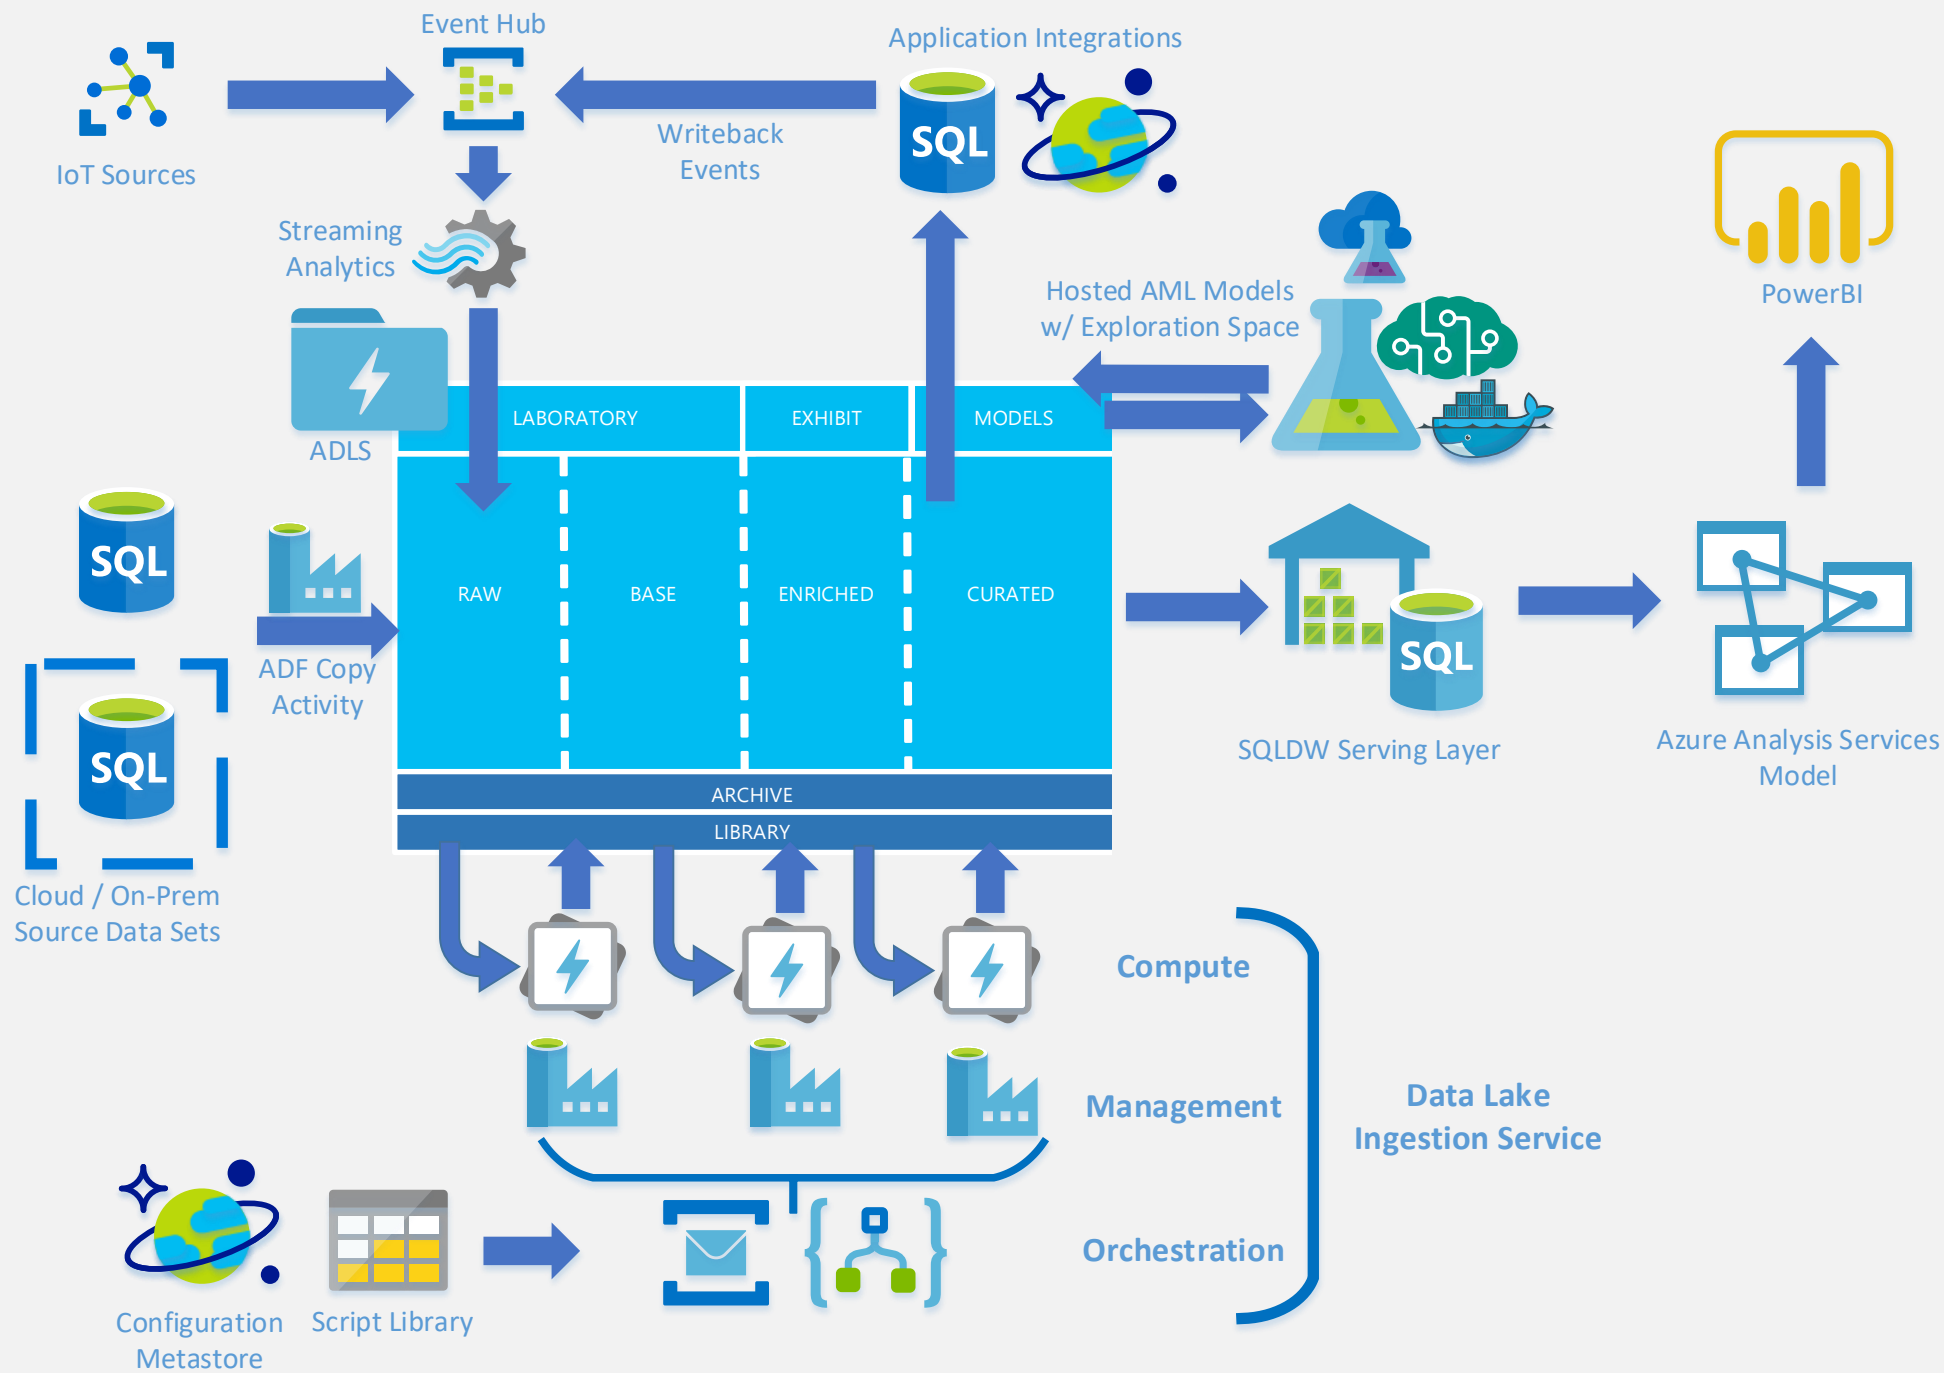 Event Hub
Application Integrations
SQL
Writeback
Events
IoT Sources
Streaming
Analytics
Hosted AML Models
w/ Exploration Space
PowerBI
LABORATORY
EXHIBIT
MODELS
ADLS
SQL
RAW
BASE
ENRICHED
CURATED
SQL
ADF Copy
Activity
SQL
SQLDW Serving Layer
Azure Analysis Services
Model
ARCHIVE
LIBRARY
Cloud / On-Prem
Source Data Sets
Compute
Management
Data Lake
Ingestion Service
Orchestration
Configuration
Metastore
Script Library